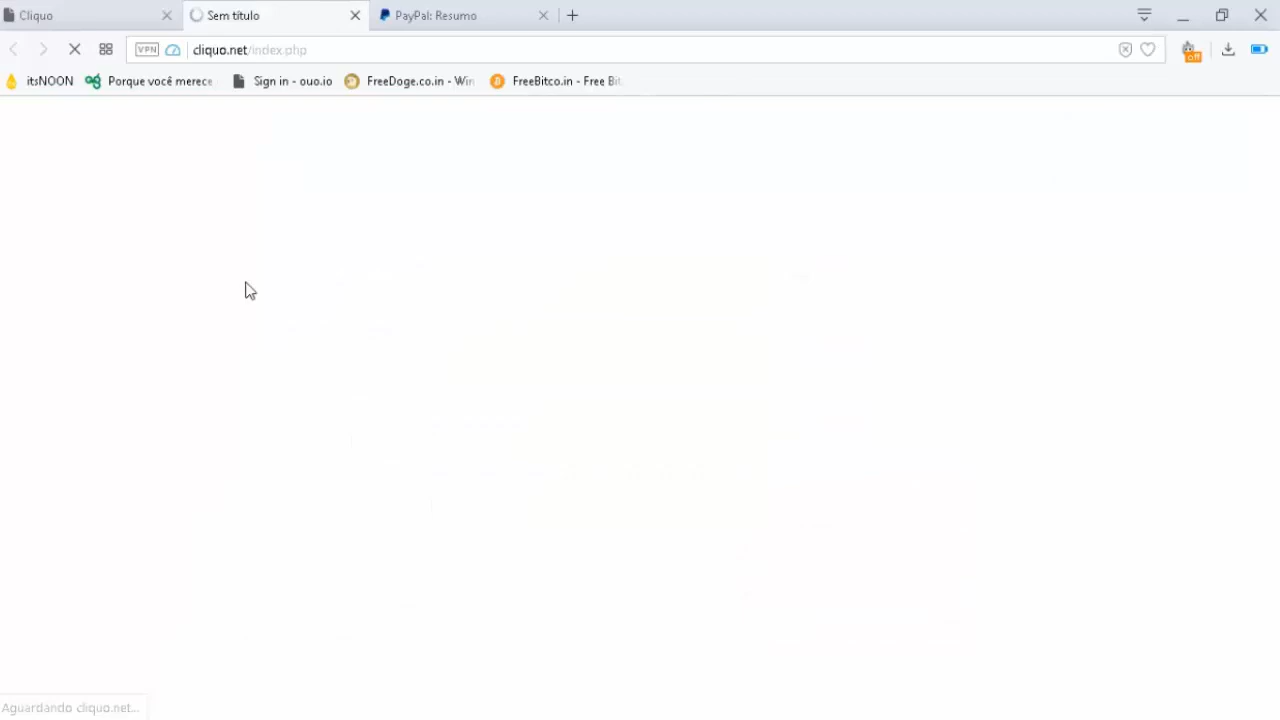 Cliquo
Sem título
PayPal: Resumo
VPN
cliquo.net/index.php
off
itsNOON
Porque você merece
Sign in - ouo.io
FreeDoge.co.in - Win
FreeBitco.in - Free Bit
Aguardando cliquo.net...